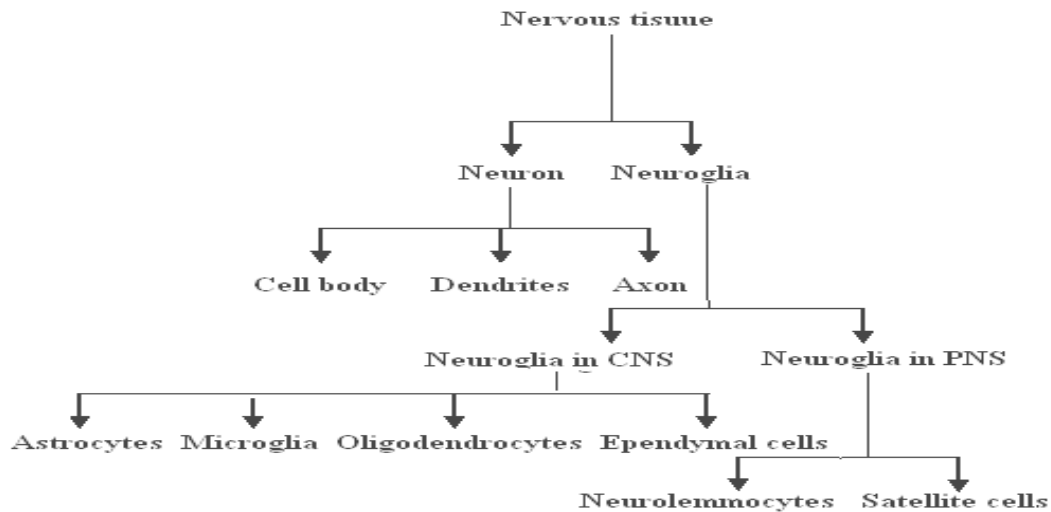 Nervous tisuue
Neuron Neuroglia
Cell body Dendrites Axon
Neuroglia in CNS Neuroglia in PNS
Astrocytes Microglia Oligodendrocytes Ependymal cells
Neurolemmocytes Satellite cells